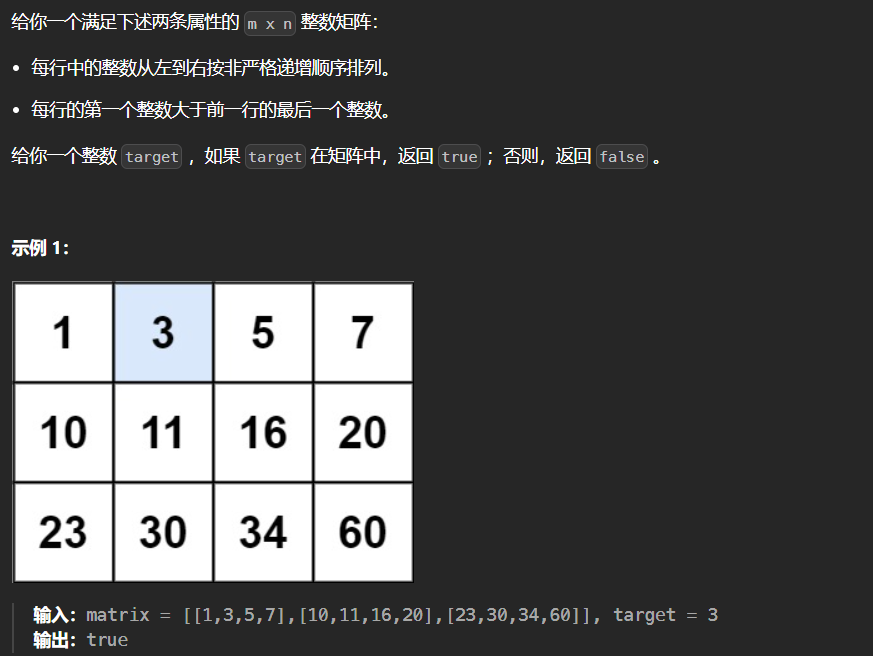 给你一个满足下述两条属性的 m x n 整数矩阵：
• 每行中的整数从左到右按非严格递增顺序排列。
• 每行的第一个整数大于前一行的最后一个整数。
给你一个整数 target ，如果 target 在矩阵中，返回 true ；否则，返回 false 。
示例 1：
1 3 5 7
10 11 16 20
23 30 34 60
输入：matrix = [[1,3,5,7],[10,11,16,20],[23,30,34,60]], target = 3
输出：true